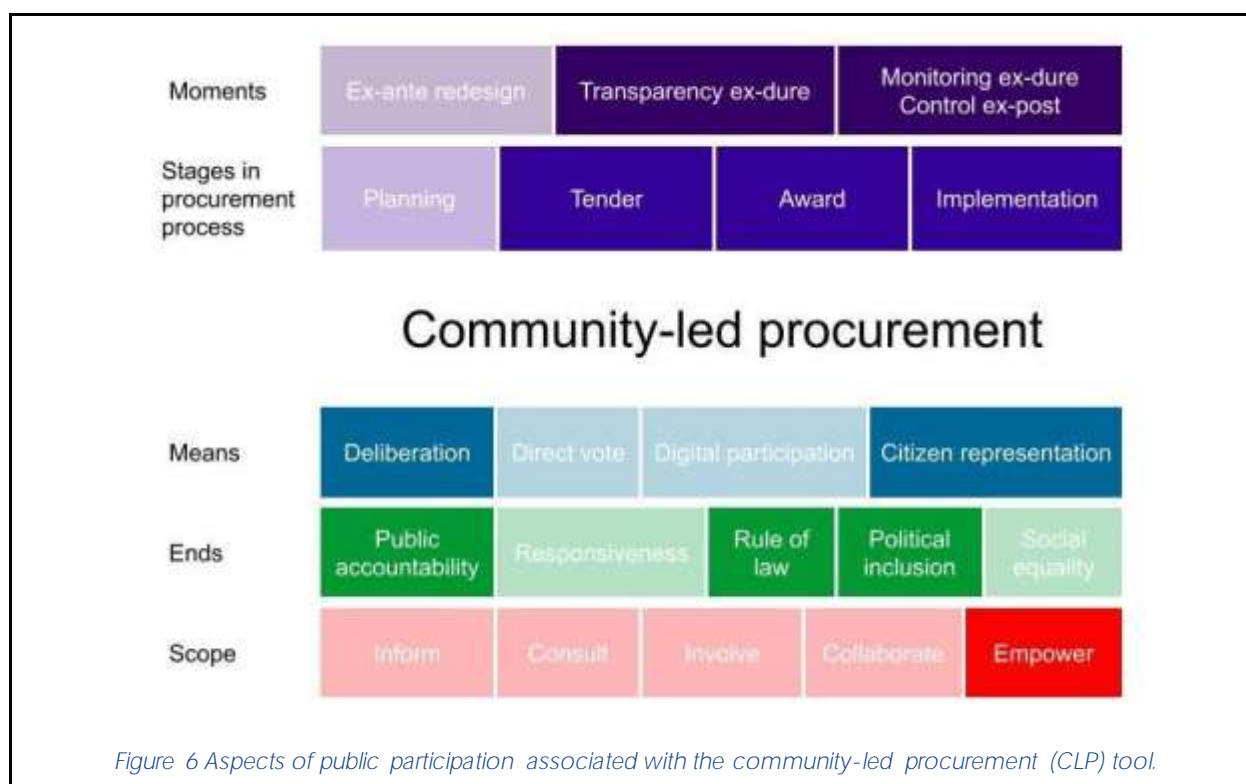 Moments
Ex-ante redesign
Transparency ex-dure
Monitoring ex-dure
Control ex-post
Stages in
procurement
process
Planning
Tender
Award
Implementation
Community-led procurement
Means
Deliberation
Direct vote
Digital participation
Citizen representation
Ends
Public
accountability
Responsiveness
Rule of
law
Political
inclusion
Social
equality
Scope
Inform
Consult
Involve
Collaborate
Empower
Figure 6 Aspects of public participation associated with the community-led procurement (CLP) tool.